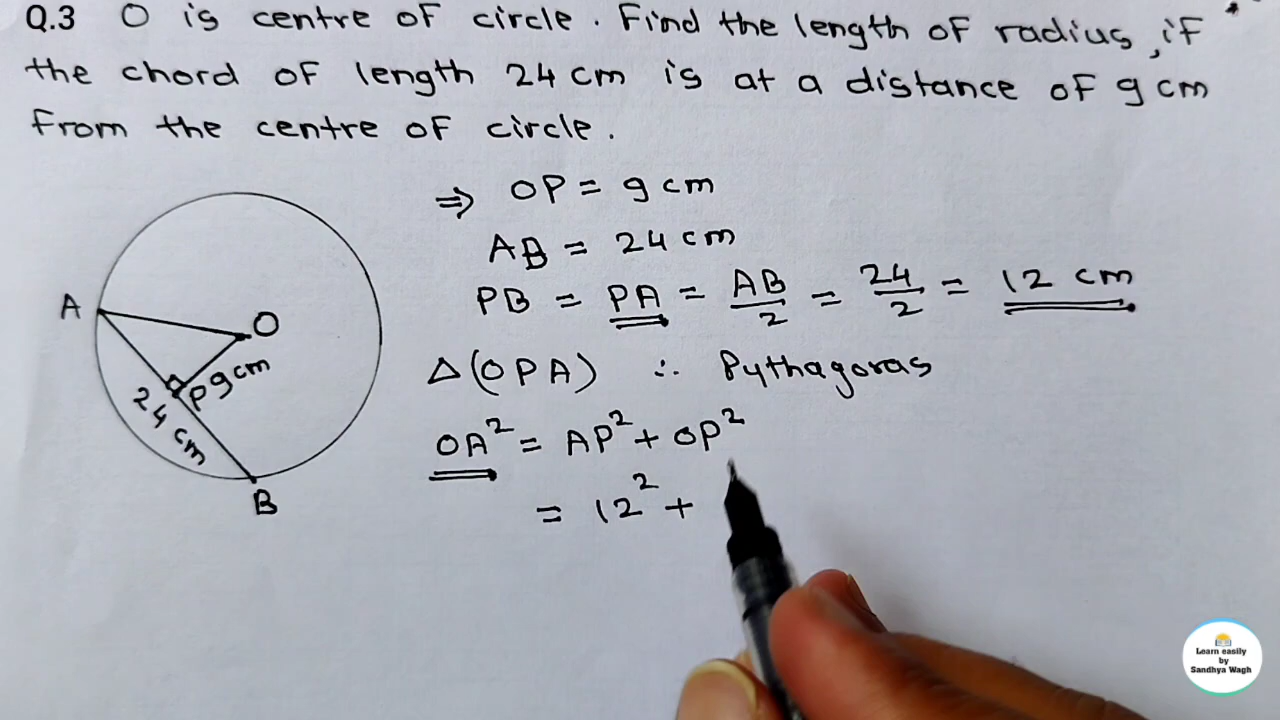 Q.3 O is centre of circle. Find the length of radius, if
the chord of length 24 cm is at a distance of 9 cm
from the centre of circle.
⇒ OP = 9 cm
AB = 24 cm
PB = PA = AB/2 = 24/2 = 12 cm
△(OPA) ∴ Pythagoras
OA² = AP² + OP²
= 12² +
A
O
P
9 cm
24 cm
B
Learn easily
by
Sandhya Wagh